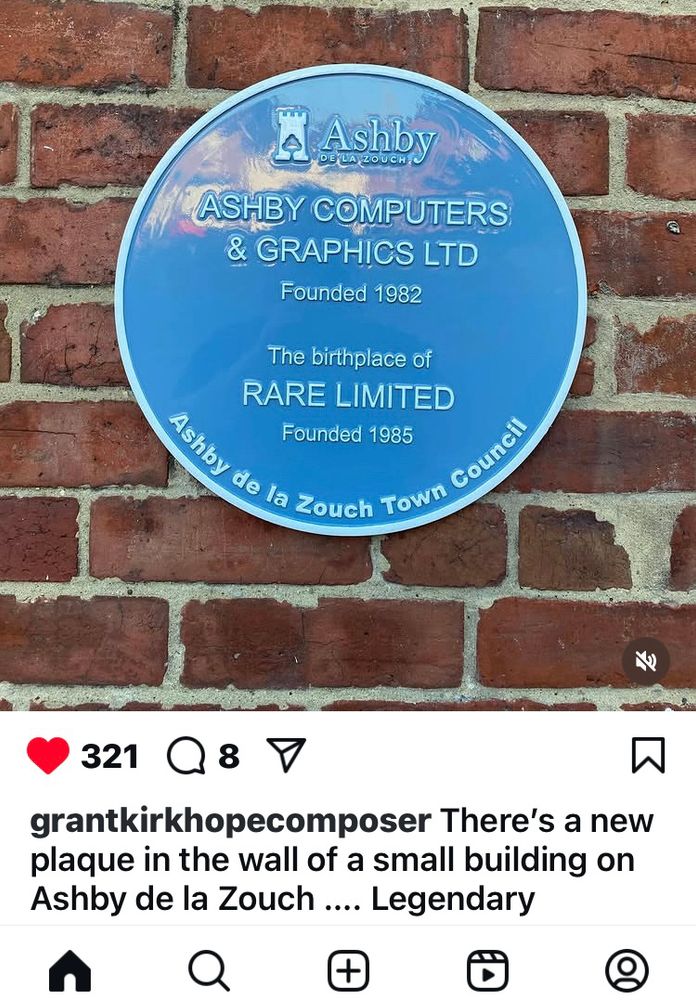 Ashby
DE LA ZOUCH
ASHBY COMPUTERS
& GRAPHICS LTD
Founded 1982
The birthplace of
RARE LIMITED
Founded 1985
Ashby de la Zouch Town Council
321 8
grantkirkhopecomposer There’s a new
plaque in the wall of a small building on
Ashby de la Zouch .... Legendary